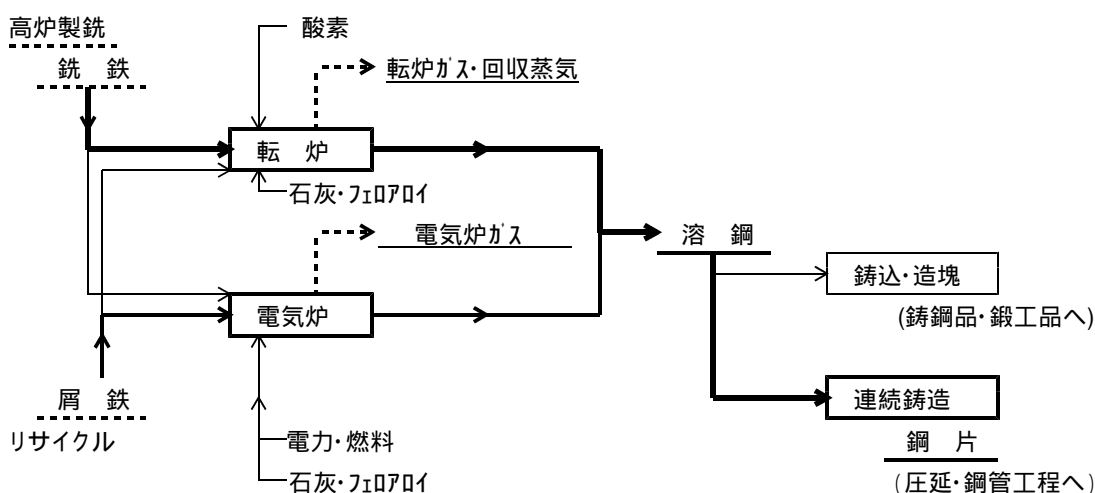 高炉製銑
酸素
銑 鉄
転炉ｶﾞｽ･回収蒸気
転 炉
石灰･ﾌｪﾛｱﾛｲ
電気炉ｶﾞｽ
溶 鋼
鋳込･造塊
電気炉
(鋳鋼品･鍛工品へ)
屑 鉄
連続鋳造
リサイクル
電力･燃料
鋼 片
石灰･ﾌｪﾛｱﾛｲ
(圧延･鋼管工程へ)